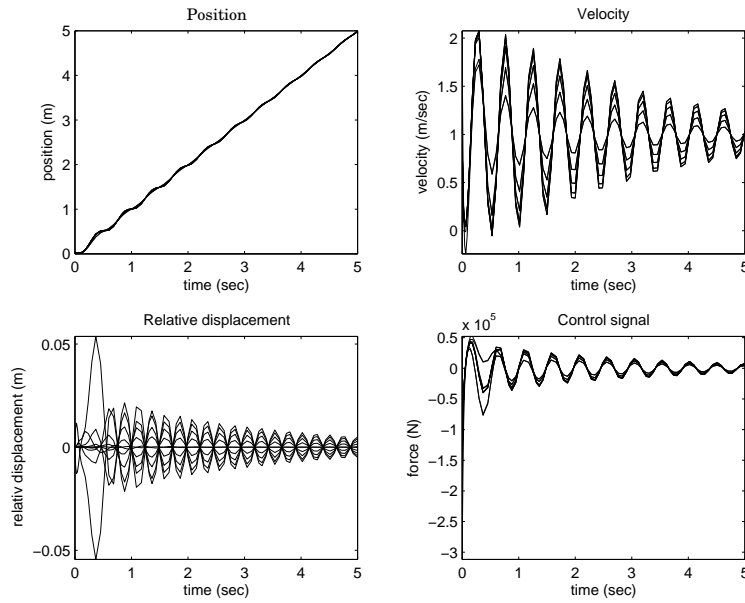 Position
5
4
3
2
1
0
position (m)
0 1 2 3 4 5
time (sec)
Velocity
2
1.5
1
0.5
0
velocity (m/sec)
0 1 2 3 4 5
time (sec)
Relative displacement
0.05
0
−0.05
relativ displacement (m)
0 1 2 3 4 5
time (sec)
Control signal
x 10^5
0.5
0
−0.5
−1
−1.5
−2
−2.5
−3
force (N)
0 1 2 3 4 5
time (sec)